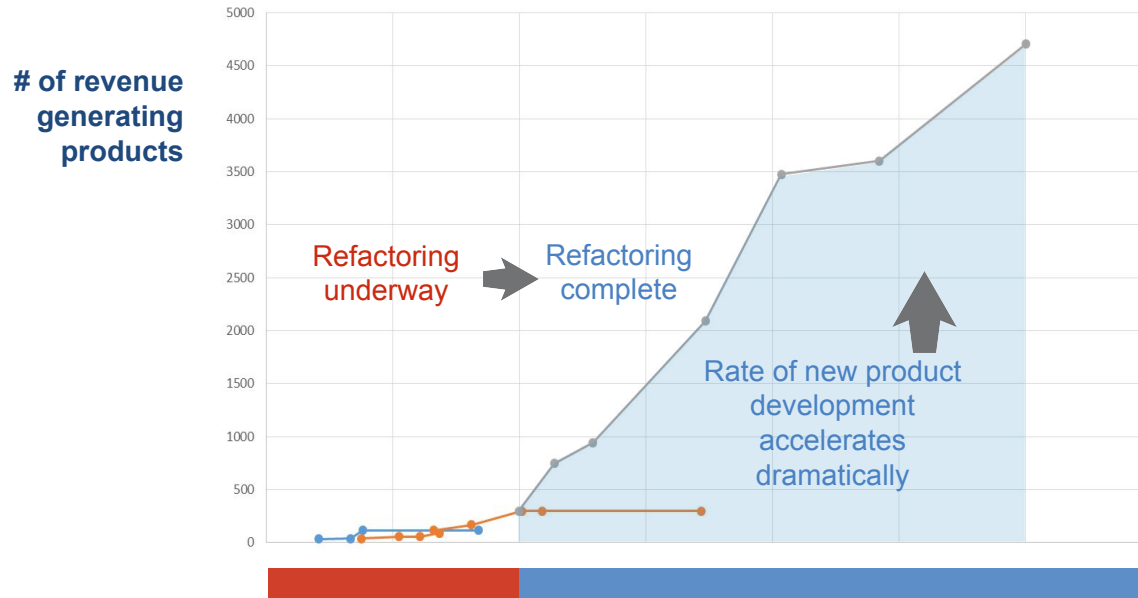 # of revenue
generating
products
5000
4500
4000
3500
3000
2500
2000
1500
1000
500
0
Refactoring
underway
Refactoring
complete
Rate of new product
development
accelerates
dramatically